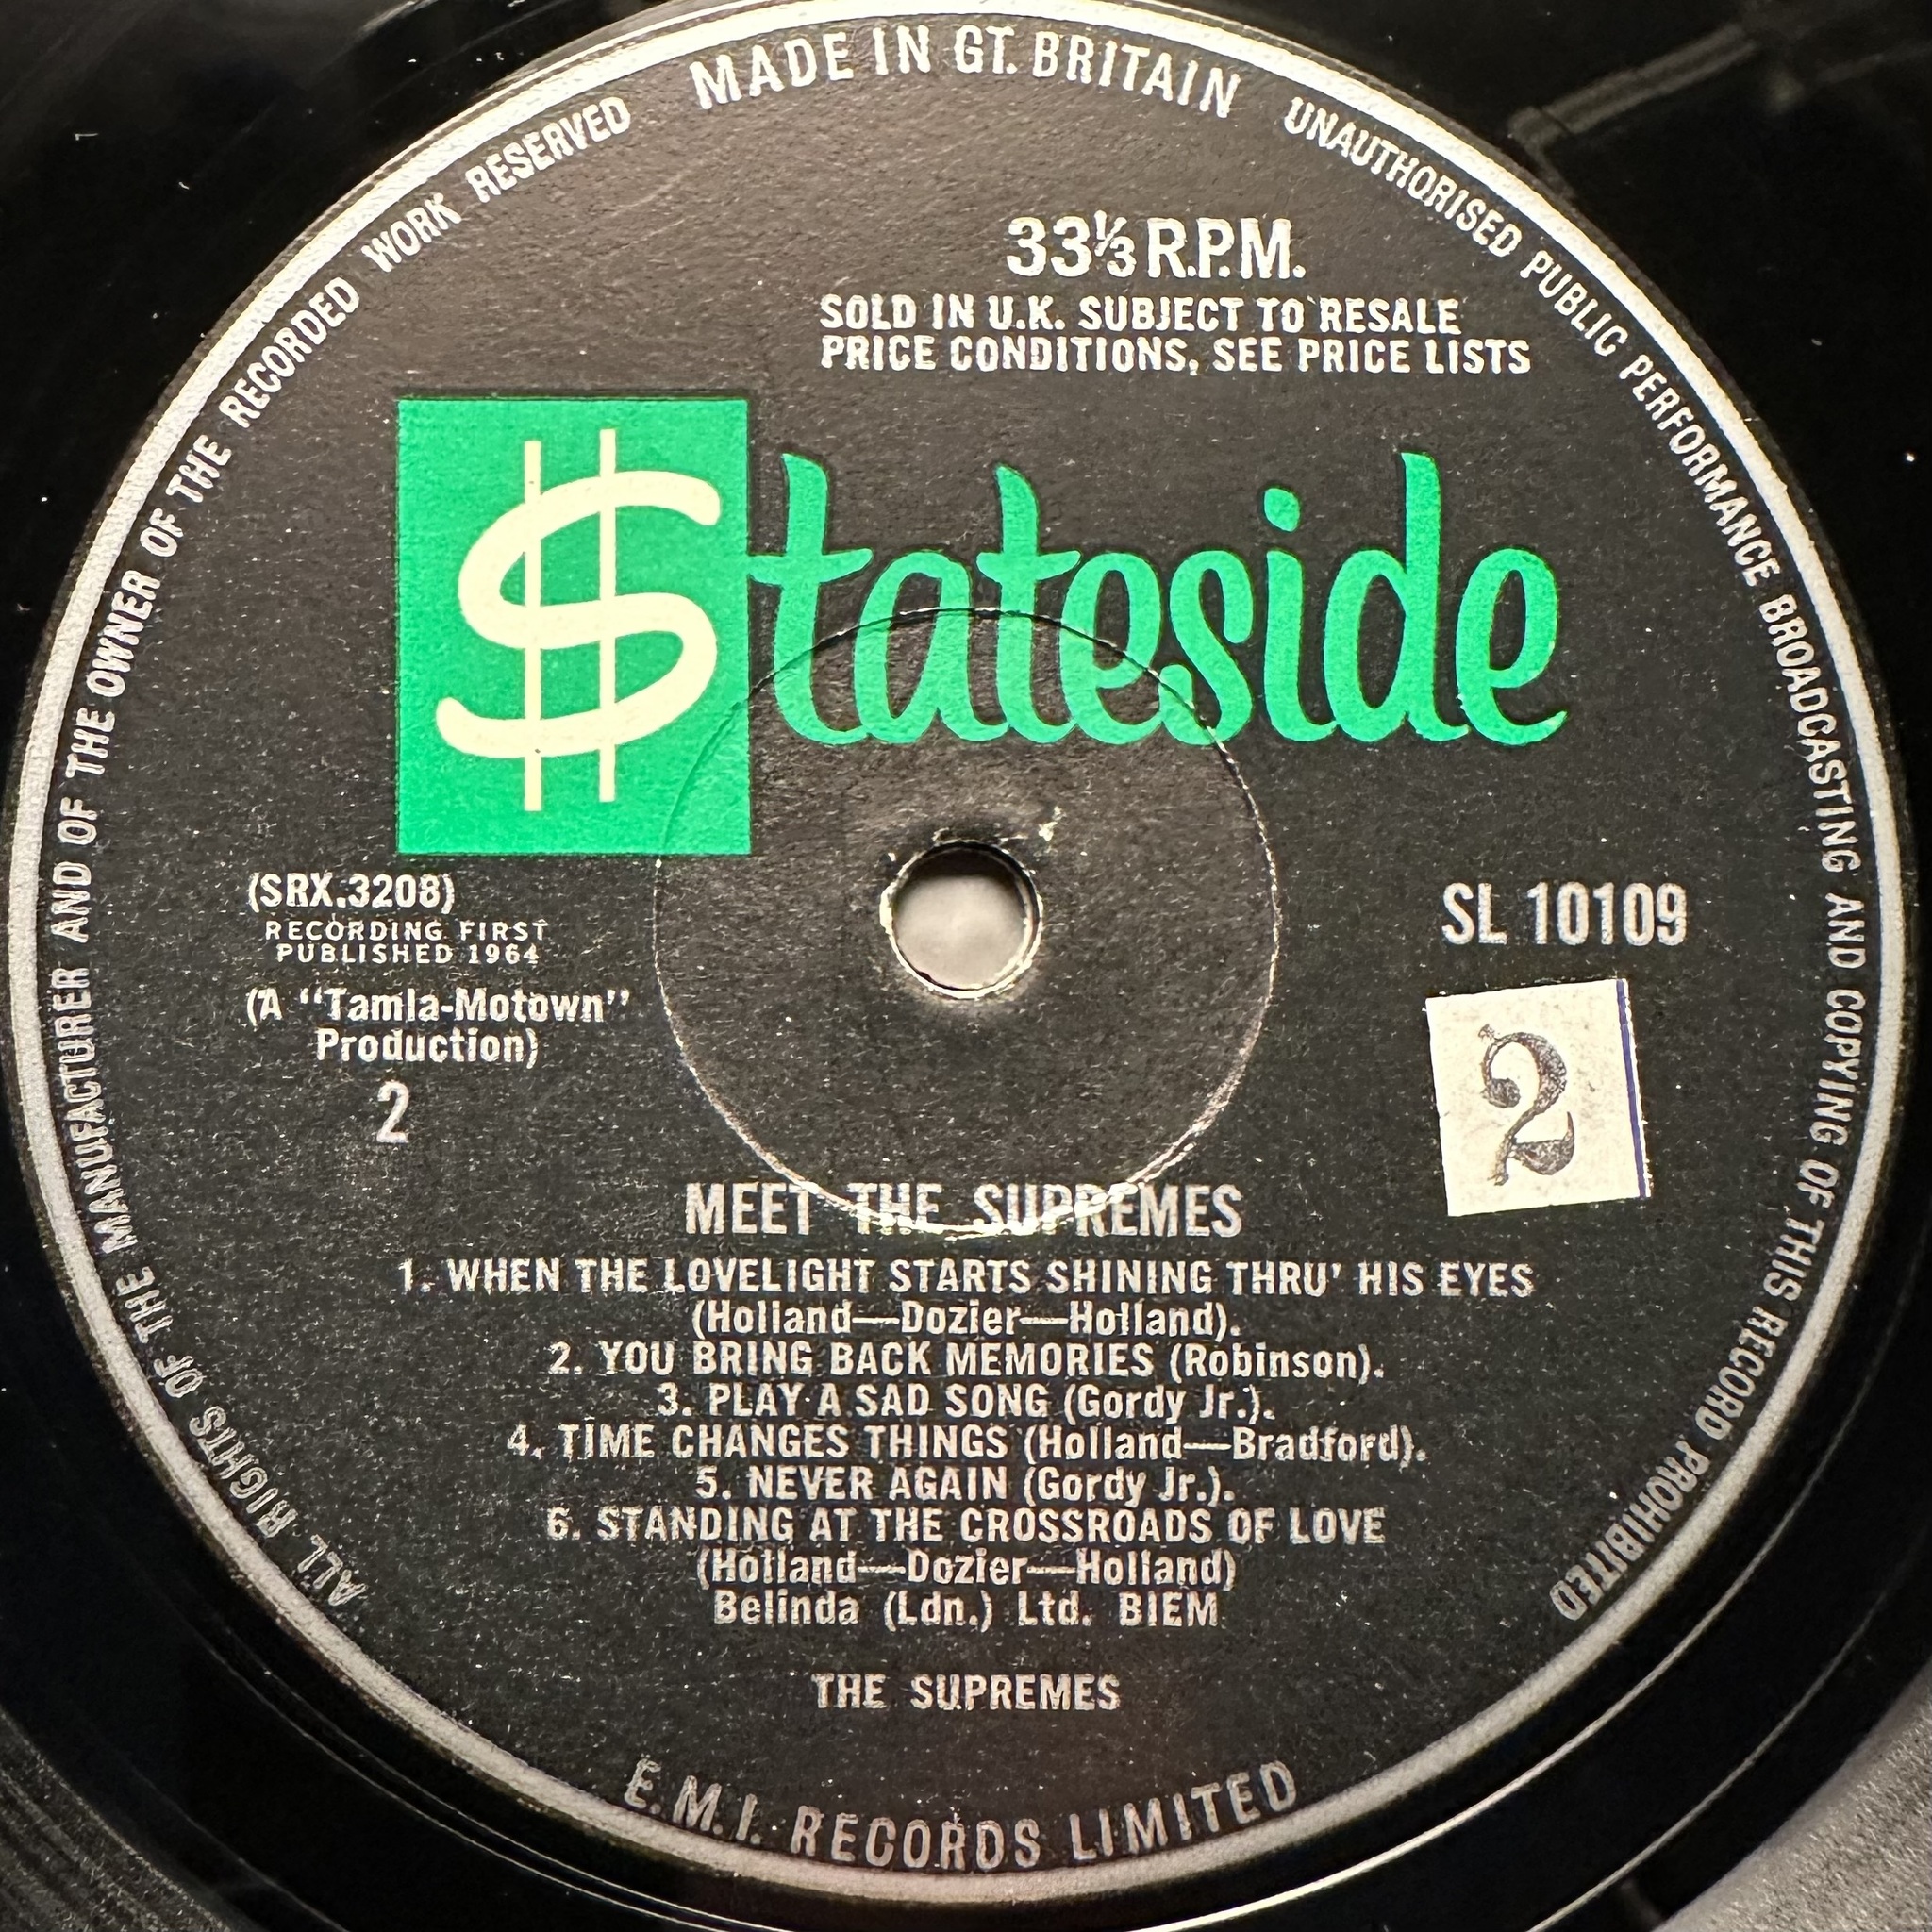 MADE IN GT. BRITAIN
UNAUTHORISED PUBLIC PERFORMANCE BROADCASTING AND COPYING OF THIS RECORD PROHIBITED
ALL RIGHTS OF THE MANUFACTURER AND OF THE OWNER OF THE RECORDED WORK RESERVED
33⅓ R.P.M.
SOLD IN U.K. SUBJECT TO RESALE
PRICE CONDITIONS, SEE PRICE LISTS
$tateside
(SRX.3208)
RECORDING FIRST
PUBLISHED 1964
(A “Tamla-Motown”
Production)
2
SL 10109
2
MEET THE SUPREMES
1. WHEN THE LOVELIGHT STARTS SHINING THRU' HIS EYES
(Holland—Dozier—Holland).
2. YOU BRING BACK MEMORIES (Robinson).
3. PLAY A SAD SONG (Gordy Jr.).
4. TIME CHANGES THINGS (Holland—Bradford).
5. NEVER AGAIN (Gordy Jr.).
6. STANDING AT THE CROSSROADS OF LOVE
(Holland—Dozier—Holland)
Belinda (Ldn.) Ltd. BIEM
THE SUPREMES
E.M.I. RECORDS LIMITED